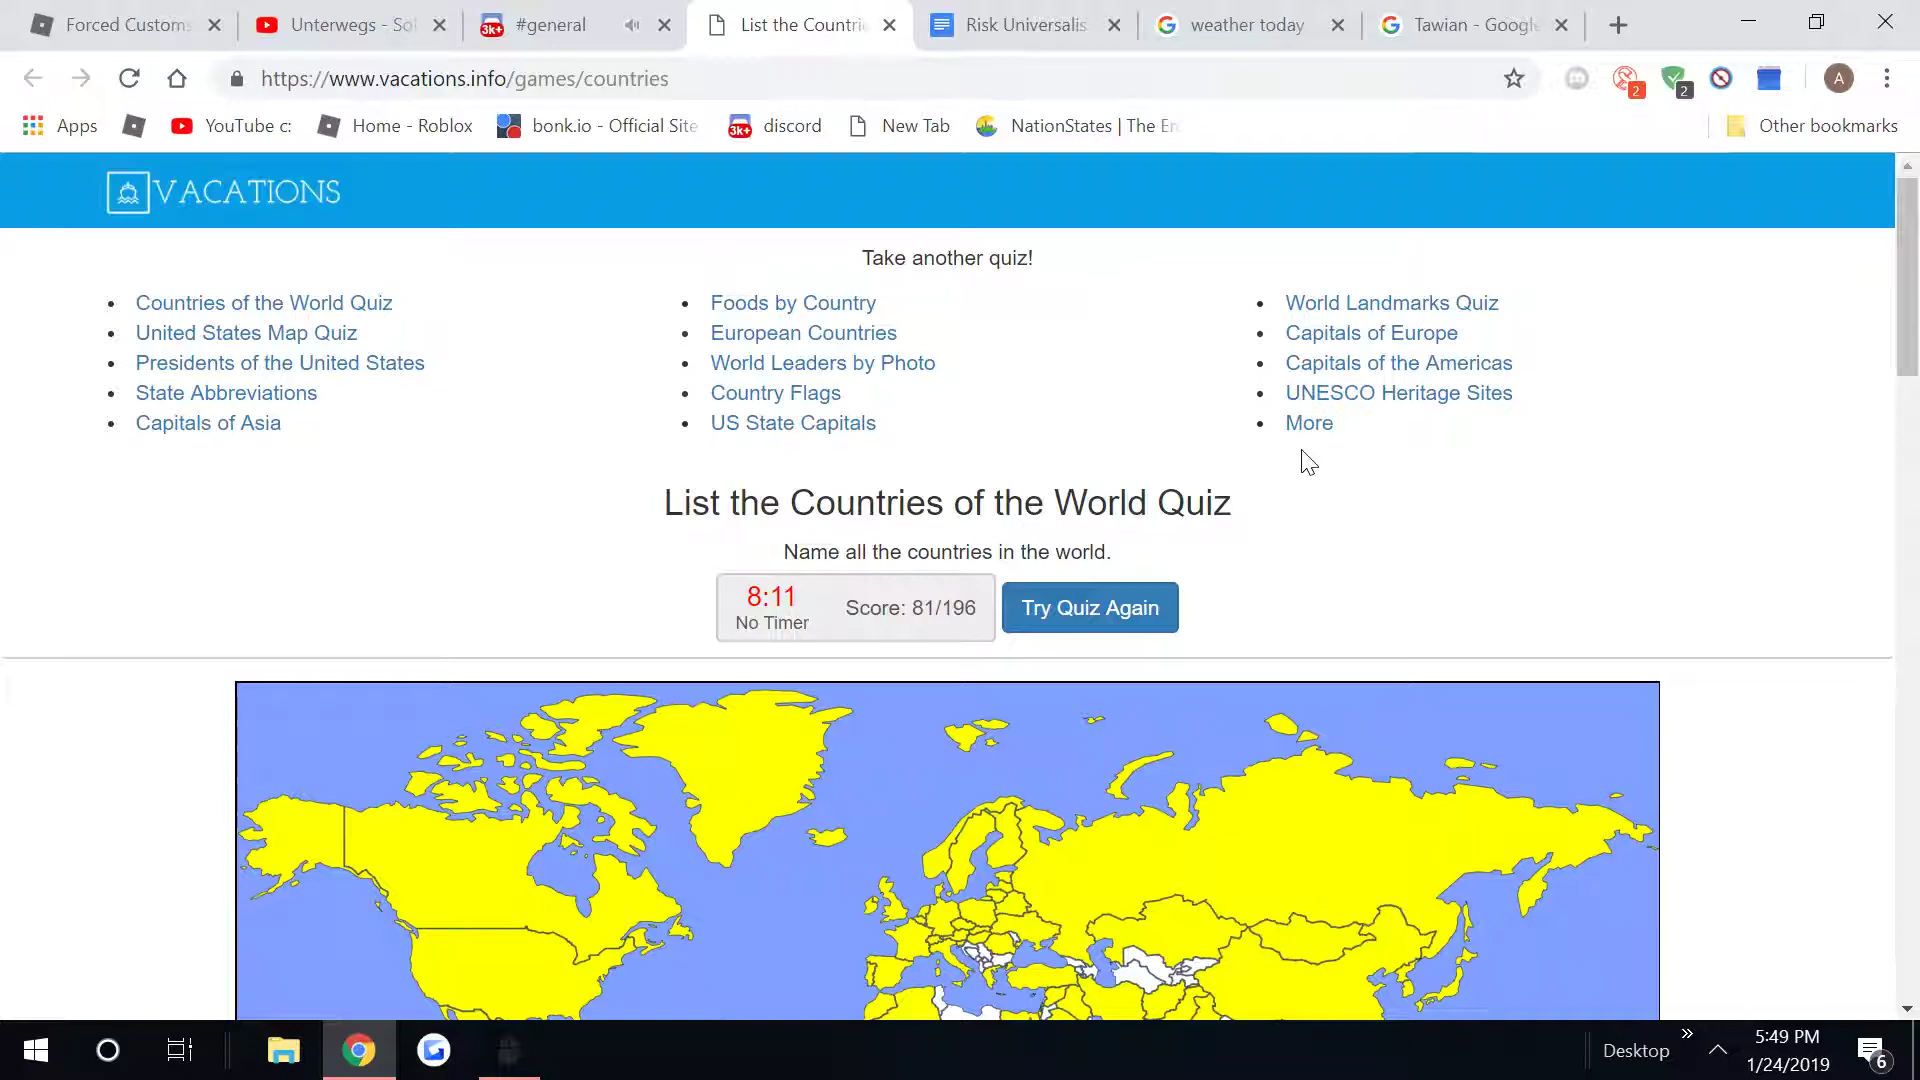 Forced Customs
Unterwegs - Sol
#general
List the Countrie
Risk Universalis
weather today
Tawian - Google
https://www.vacations.info/games/countries
2
2
A
Apps
YouTube c:
Home - Roblox
bonk.io - Official Site
discord
New Tab
NationStates | The En
Other bookmarks
VACATIONS
Take another quiz!
Countries of the World Quiz
United States Map Quiz
Presidents of the United States
State Abbreviations
Capitals of Asia
Foods by Country
European Countries
World Leaders by Photo
Country Flags
US State Capitals
World Landmarks Quiz
Capitals of Europe
Capitals of the Americas
UNESCO Heritage Sites
More
List the Countries of the World Quiz
Name all the countries in the world.
8:11
No Timer
Score: 81/196
Try Quiz Again
Desktop
5:49 PM
1/24/2019
6